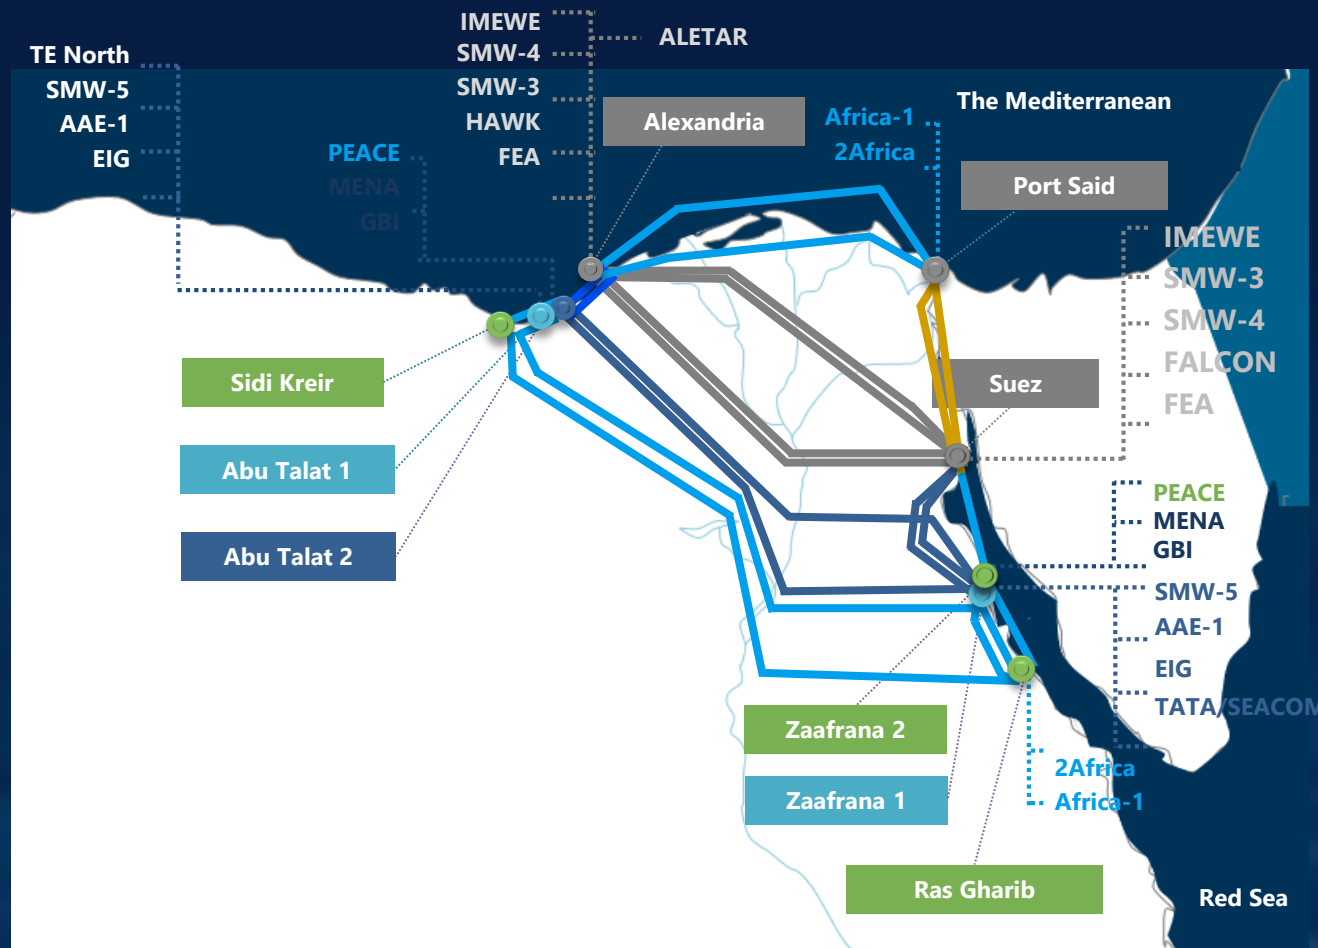 IMEWE
SMW-4
SMW-3
HAWK
FEA
ALETAR
TE North
SMW-5
AAE-1
EIG
PEACE
MENA
GBI
Alexandria
Africa-1
2Africa
The Mediterranean
Port Said
IMEWE
SMW-3
SMW-4
FALCON
FEA
Sidi Kreir
Abu Talat 1
Abu Talat 2
Suez
PEACE
MENA
GBI
SMW-5
AAE-1
EIG
TATA/SEACOM
Zaafrana 2
Zaafrana 1
2Africa
Africa-1
Ras Gharib
Red Sea